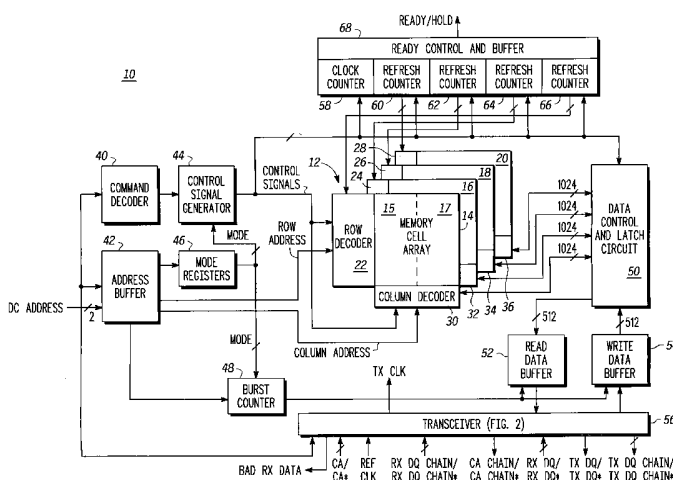 READY/HOLD
68
READY CONTROL AND BUFFER
10
CLOCK COUNTER
REFRESH COUNTER
REFRESH COUNTER
REFRESH COUNTER
REFRESH COUNTER
58
60
62
64
66
28
20
26
18
24
12
40
44
CONTROL SIGNALS
16
1024
COMMAND DECODER
CONTROL SIGNAL GENERATOR
ROW DECODER
22
15
17
14
MEMORY CELL ARRAY
1024
1024
1024
DATA CONTROL AND LATCH CIRCUIT
50
ROW ADDRESS
MODE
42
46
ADDRESS BUFFER
MODE REGISTERS
36
34
32
COLUMN DECODER
30
DC ADDRESS
2
512
512
MODE
COLUMN ADDRESS
52
READ DATA BUFFER
WRITE DATA BUFFER
48
TX CLK
BURST COUNTER
TRANSCEIVER (FIG. 2)
56
BAD RX DATA
CA/ CA*
REF CLK
RX DQ CHAIN/ RX DQ CHAIN*
CA CHAIN/ CA CHAIN*
RX DQ/ RX DQ*
TX DQ/ TX DQ*
TX DQ CHAIN/ TX DQ CHAIN*